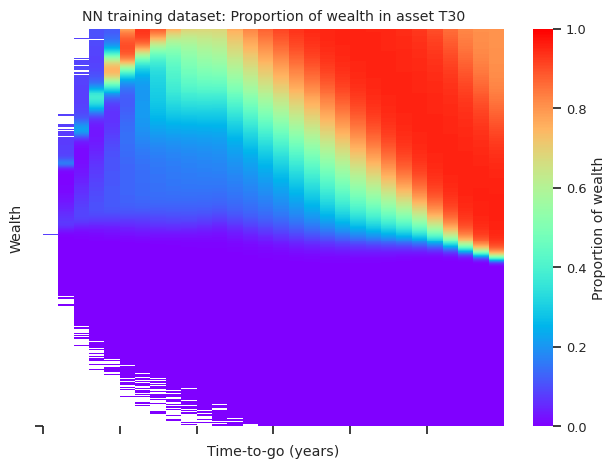 NN training dataset: Proportion of wealth in asset T30
Wealth
Time-to-go (years)
1.0
0.8
0.6
0.4
0.2
0.0
Proportion of wealth